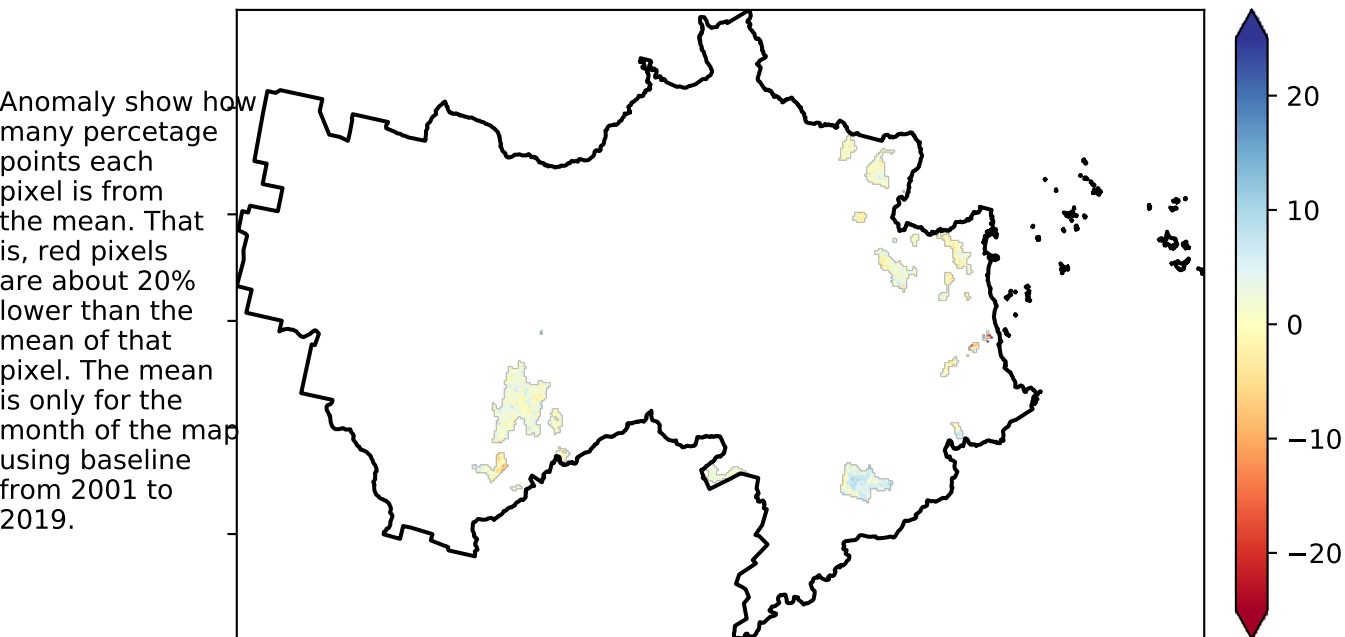 Anomaly show how
many percetage
points each
pixel is from
the mean. That
is, red pixels
are about 20%
lower than the
mean of that
pixel. The mean
is only for the
month of the map
using baseline
from 2001 to
2019.
20
10
0
−10
−20